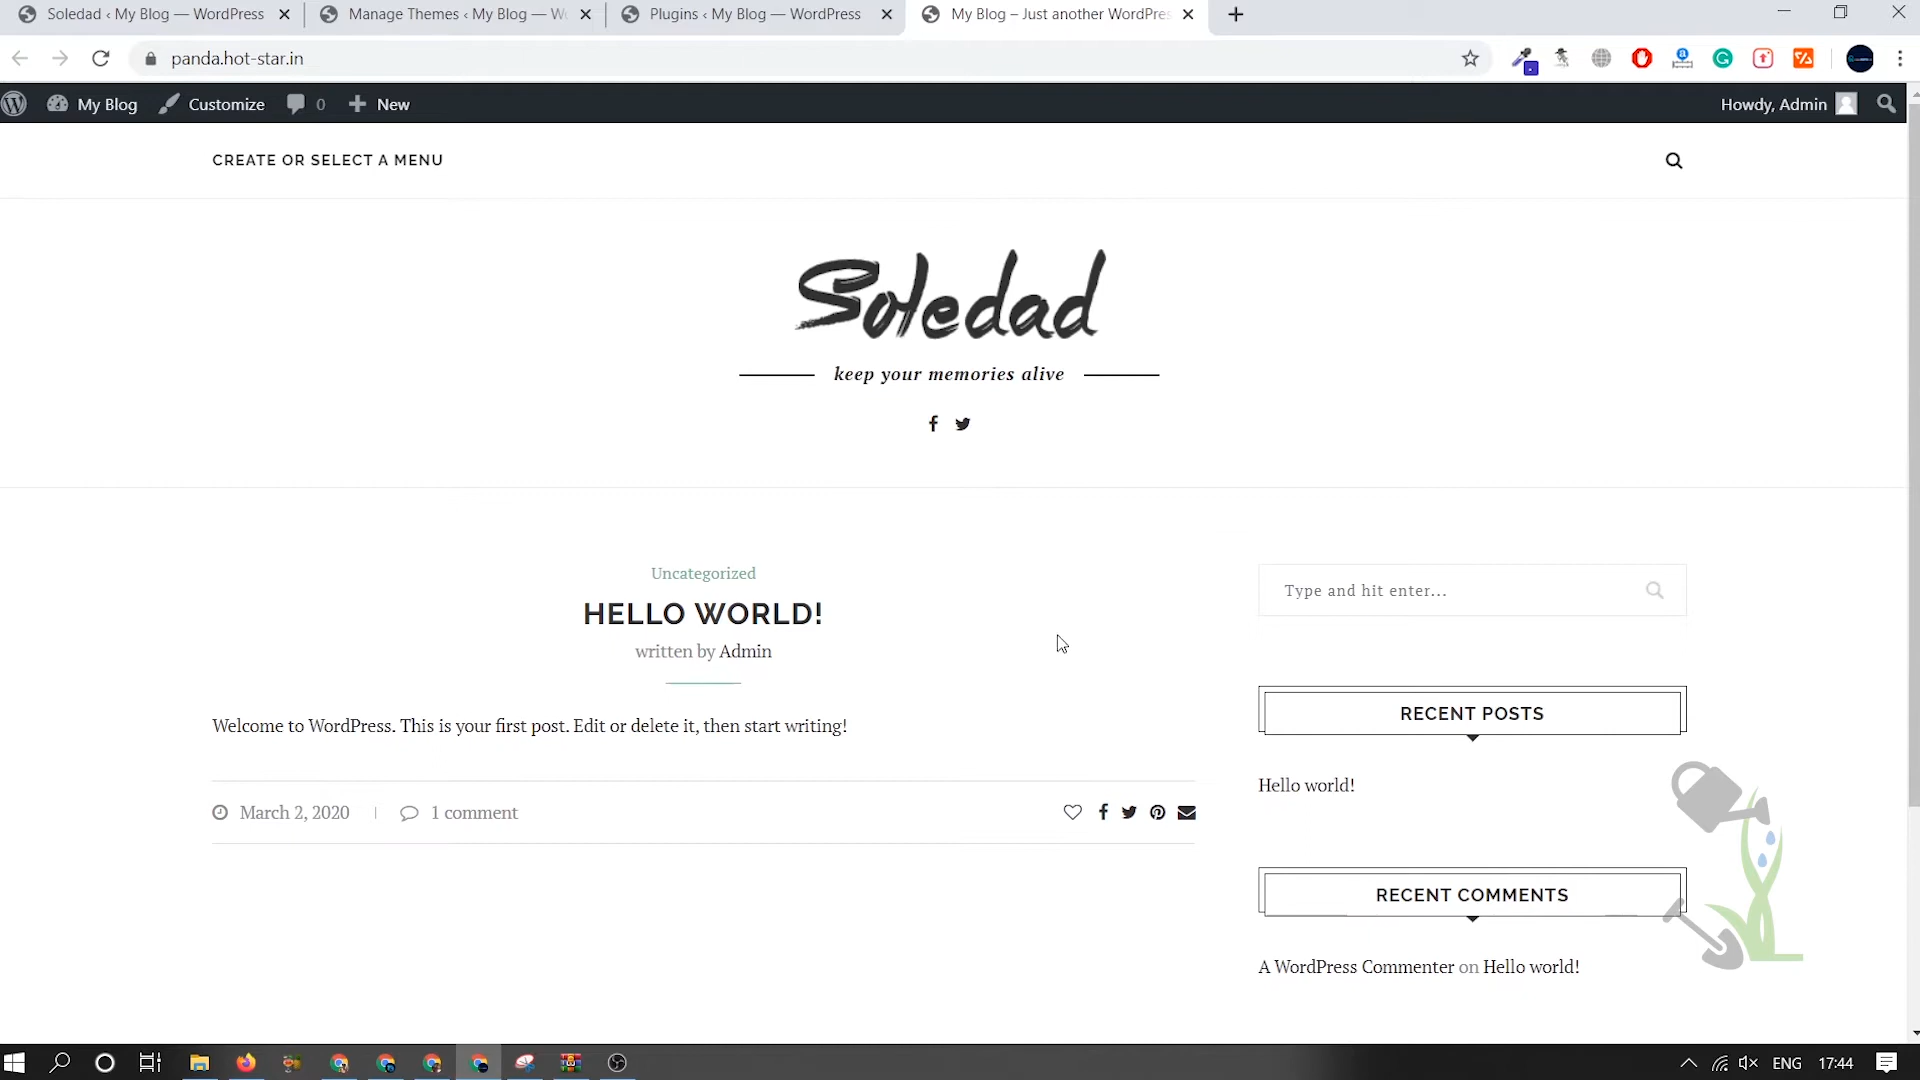 Soledad ‹ My Blog — WordPress
Manage Themes ‹ My Blog — Wo
Plugins ‹ My Blog — WordPress
My Blog – Just another WordPres
panda.hot-star.in
My Blog
Customize
0
New
Howdy, Admin
CREATE OR SELECT A MENU
Soledad
keep your memories alive
Uncategorized
HELLO WORLD!
written by Admin
Welcome to WordPress. This is your first post. Edit or delete it, then start writing!
March 2, 2020
1 comment
Type and hit enter...
RECENT POSTS
Hello world!
RECENT COMMENTS
A WordPress Commenter on Hello world!
ENG
17:44